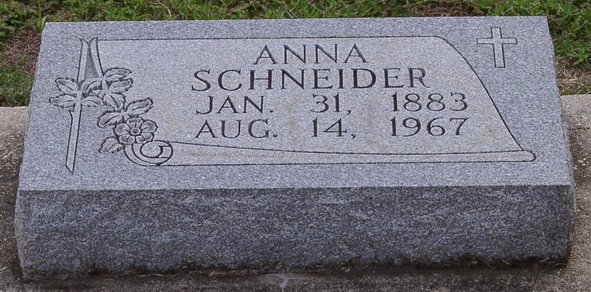 ANNA
SCHNEIDER
JAN. 31, 1883
AUG. 14, 1967